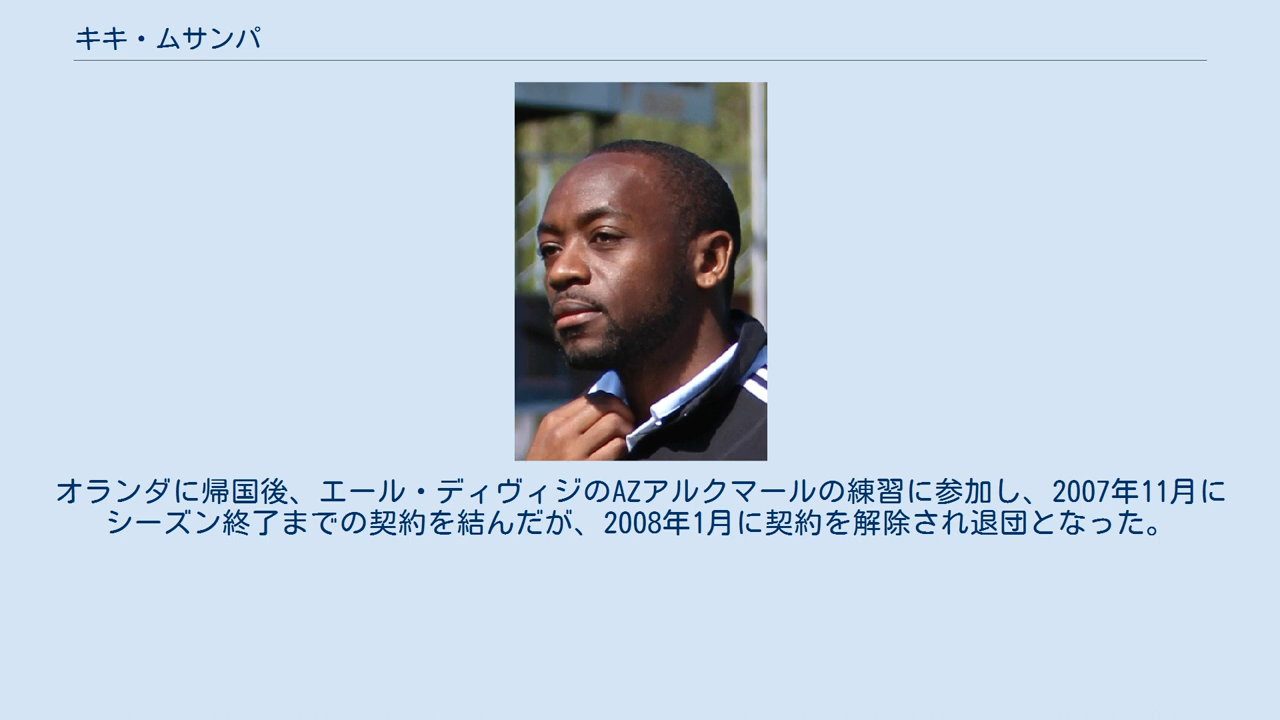 キキ・ムサンパ
オランダに帰国後、エール・ディヴィジのAZアルクマールの練習に参加し、2007年11月に
シーズン終了までの契約を結んだが、2008年1月に契約を解除され退団となった。